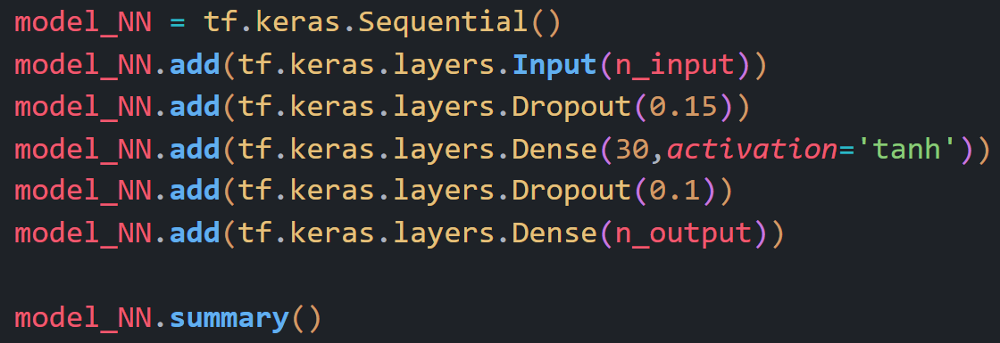 model_NN = tf.keras.Sequential()
model_NN.add(tf.keras.layers.Input(n_input))
model_NN.add(tf.keras.layers.Dropout(0.15))
model_NN.add(tf.keras.layers.Dense(30,activation='tanh'))
model_NN.add(tf.keras.layers.Dropout(0.1))
model_NN.add(tf.keras.layers.Dense(n_output))
model_NN.summary()